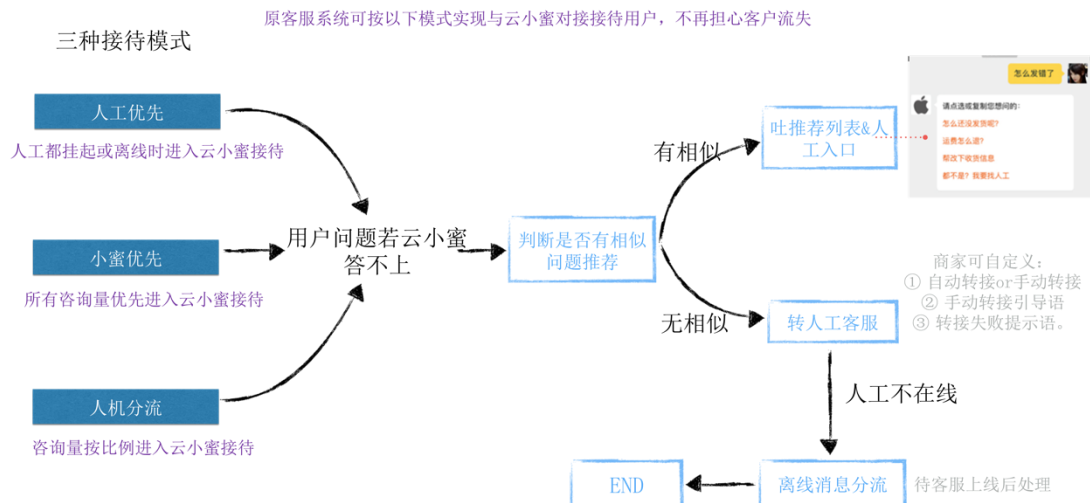 原客服系统可按以下模式实现与云小蜜对接接待用户，不再担心客户流失
三种接待模式
人工优先
人工都挂起或离线时进入云小蜜接待
小蜜优先
所有咨询量优先进入云小蜜接待
人机分流
咨询量按比例进入云小蜜接待
用户问题若云小蜜
答不上
判断是否有相似
问题推荐
有相似
吐推荐列表&人
工入口
怎么发错了
请点选或复制您想问的：
怎么还没发货呢？
运费怎么退？
帮改下收货信息
都不是？我要找人工
无相似
转人工客服
商家可自定义：
① 自动转接or手动转接
② 手动转接引导语
③ 转接失败提示语。
人工不在线
离线消息分流
待客服上线后处理
END